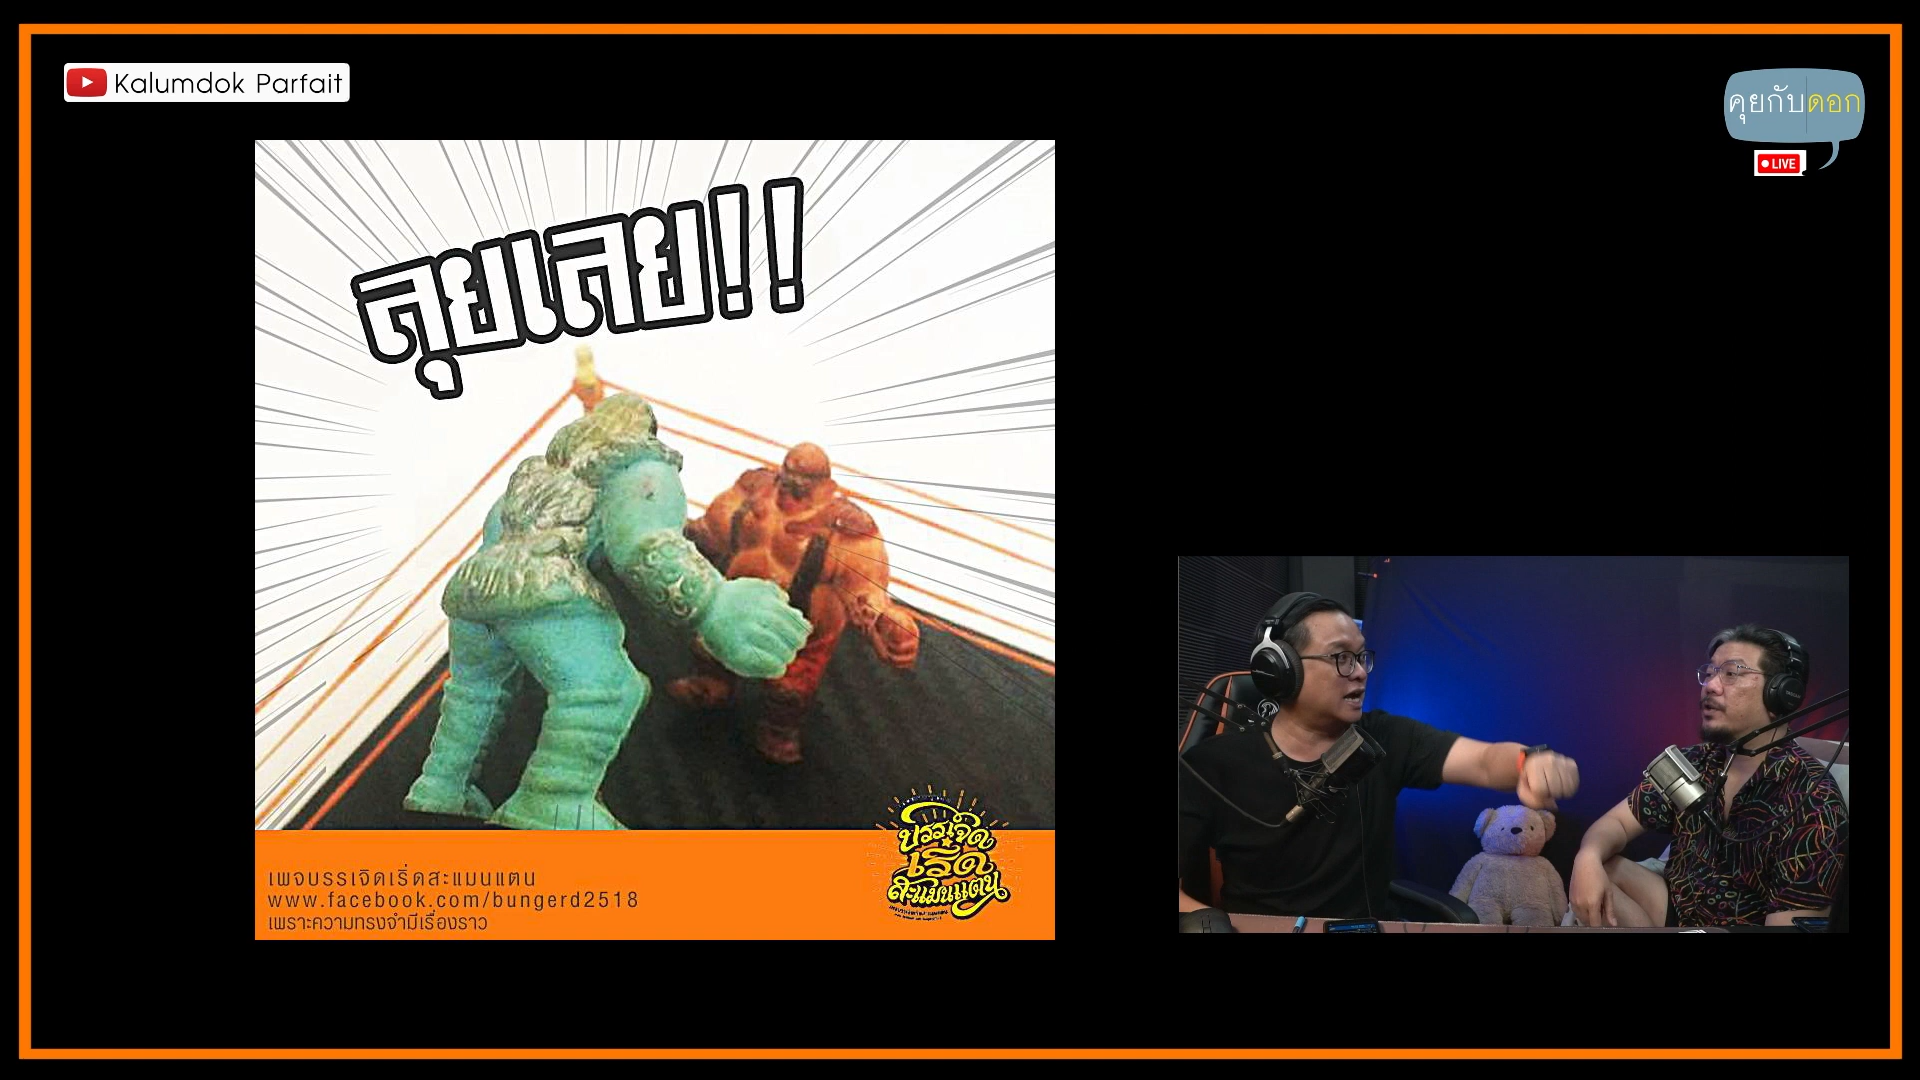 Kalumdok Parfait
คุยกับดอก
LIVE
ลุยเลย!!
บรรเจิด
เริ่ด
สะแมนแตน
เพจบรรเจิดเริ่ดสะแมนแตน
www.facebook.com/bungerd2518
เพราะความทรงจำมีเรื่องราว